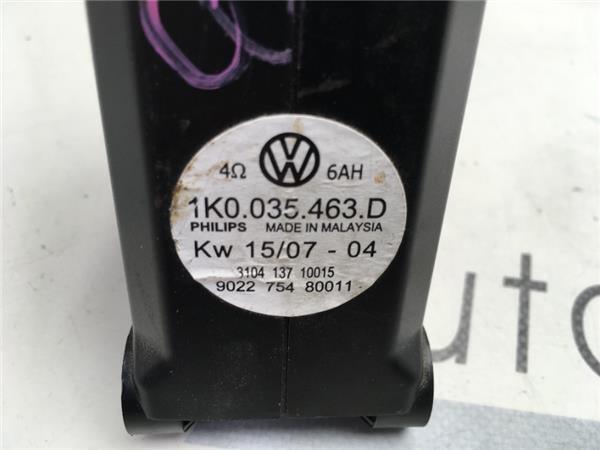 4Ω VW 6AH
1K0.035.463.D
PHILIPS MADE IN MALAYSIA
Kw 15/07 - 04
3104 137 10015
9022 754 80011
uto